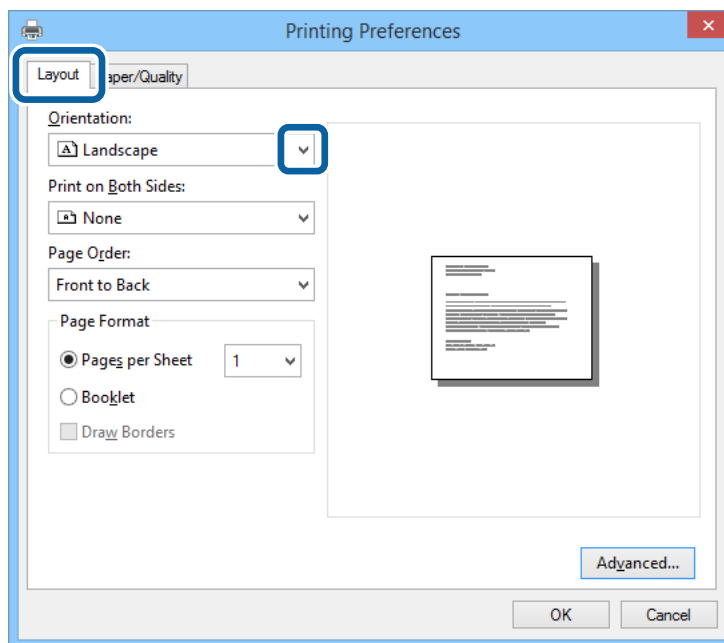 Printing Preferences
Layout
aper/Quality
Orientation:
Landscape
Print on Both Sides:
None
Page Order:
Front to Back
Page Format
Pages per Sheet 1
Booklet
Draw Borders
Advanced...
OK Cancel